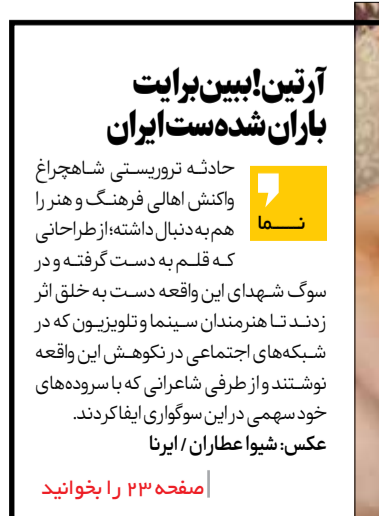 آرتین! ببین برایت
باران شده‌ست ایران
نما
حادثه تروریستی شاهچراغ
واکنش اهالی فرهنگ و هنر را
هم به دنبال داشته؛ از طراحانی
که قلم به دست گرفته و در
سوگ شهدای این واقعه دست به خلق اثر
زدند تا هنرمندان سینما و تلویزیون که در
شبکه‌های اجتماعی در نکوهش این واقعه
نوشتند و از طرفی شاعرانی که با سروده‌های
خود سهمی در این سوگواری ایفا کردند.
عکس: شیوا عطاران / ایرنا
صفحه ۲۳ را بخوانید